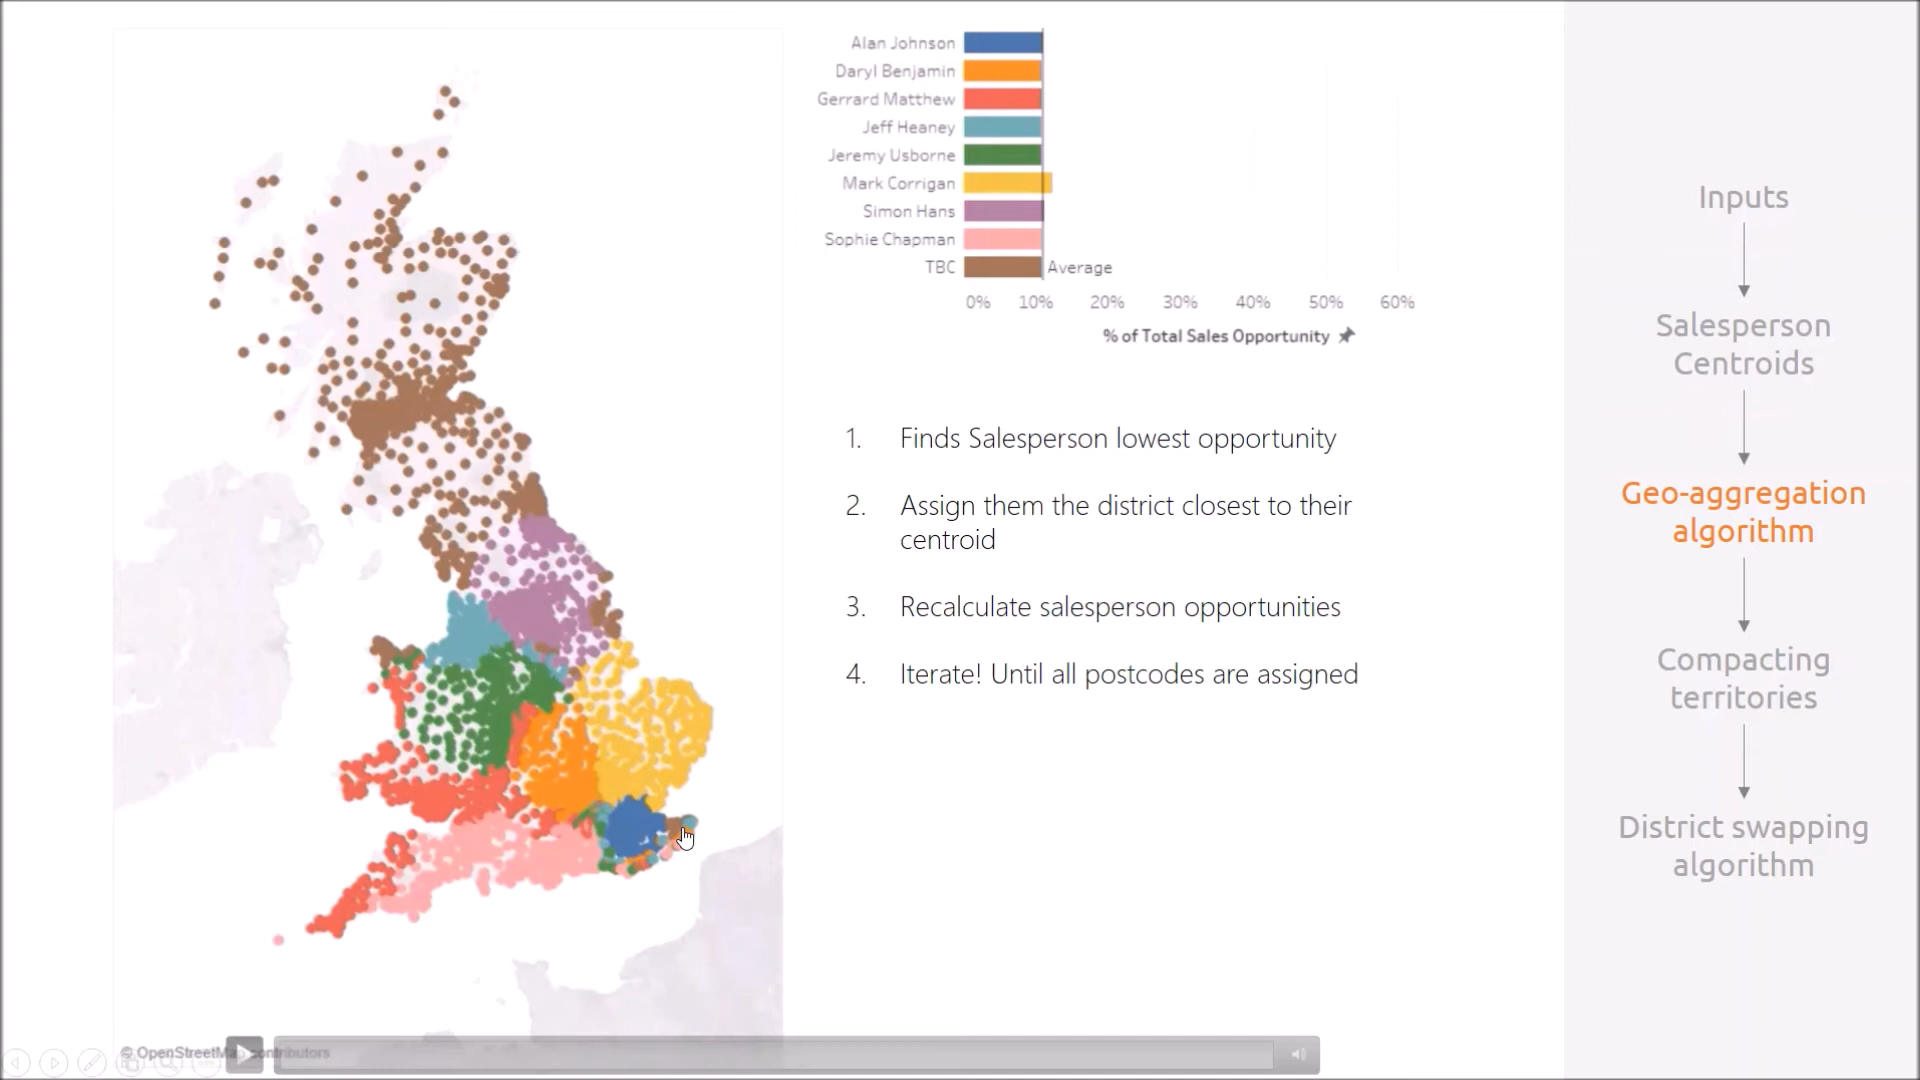 Alan Johnson
Daryl Benjamin
Gerrard Matthew
Jeff Heaney
Jeremy Usborne
Mark Corrigan
Simon Hans
Sophie Chapman
TBC
Average
0% 10% 20% 30% 40% 50% 60%
% of Total Sales Opportunity
1. Finds Salesperson lowest opportunity
2. Assign them the district closest to their
centroid
3. Recalculate salesperson opportunities
4. Iterate! Until all postcodes are assigned
Inputs
Salesperson
Centroids
Geo-aggregation
algorithm
Compacting
territories
District swapping
algorithm
© OpenStreetMap contributors